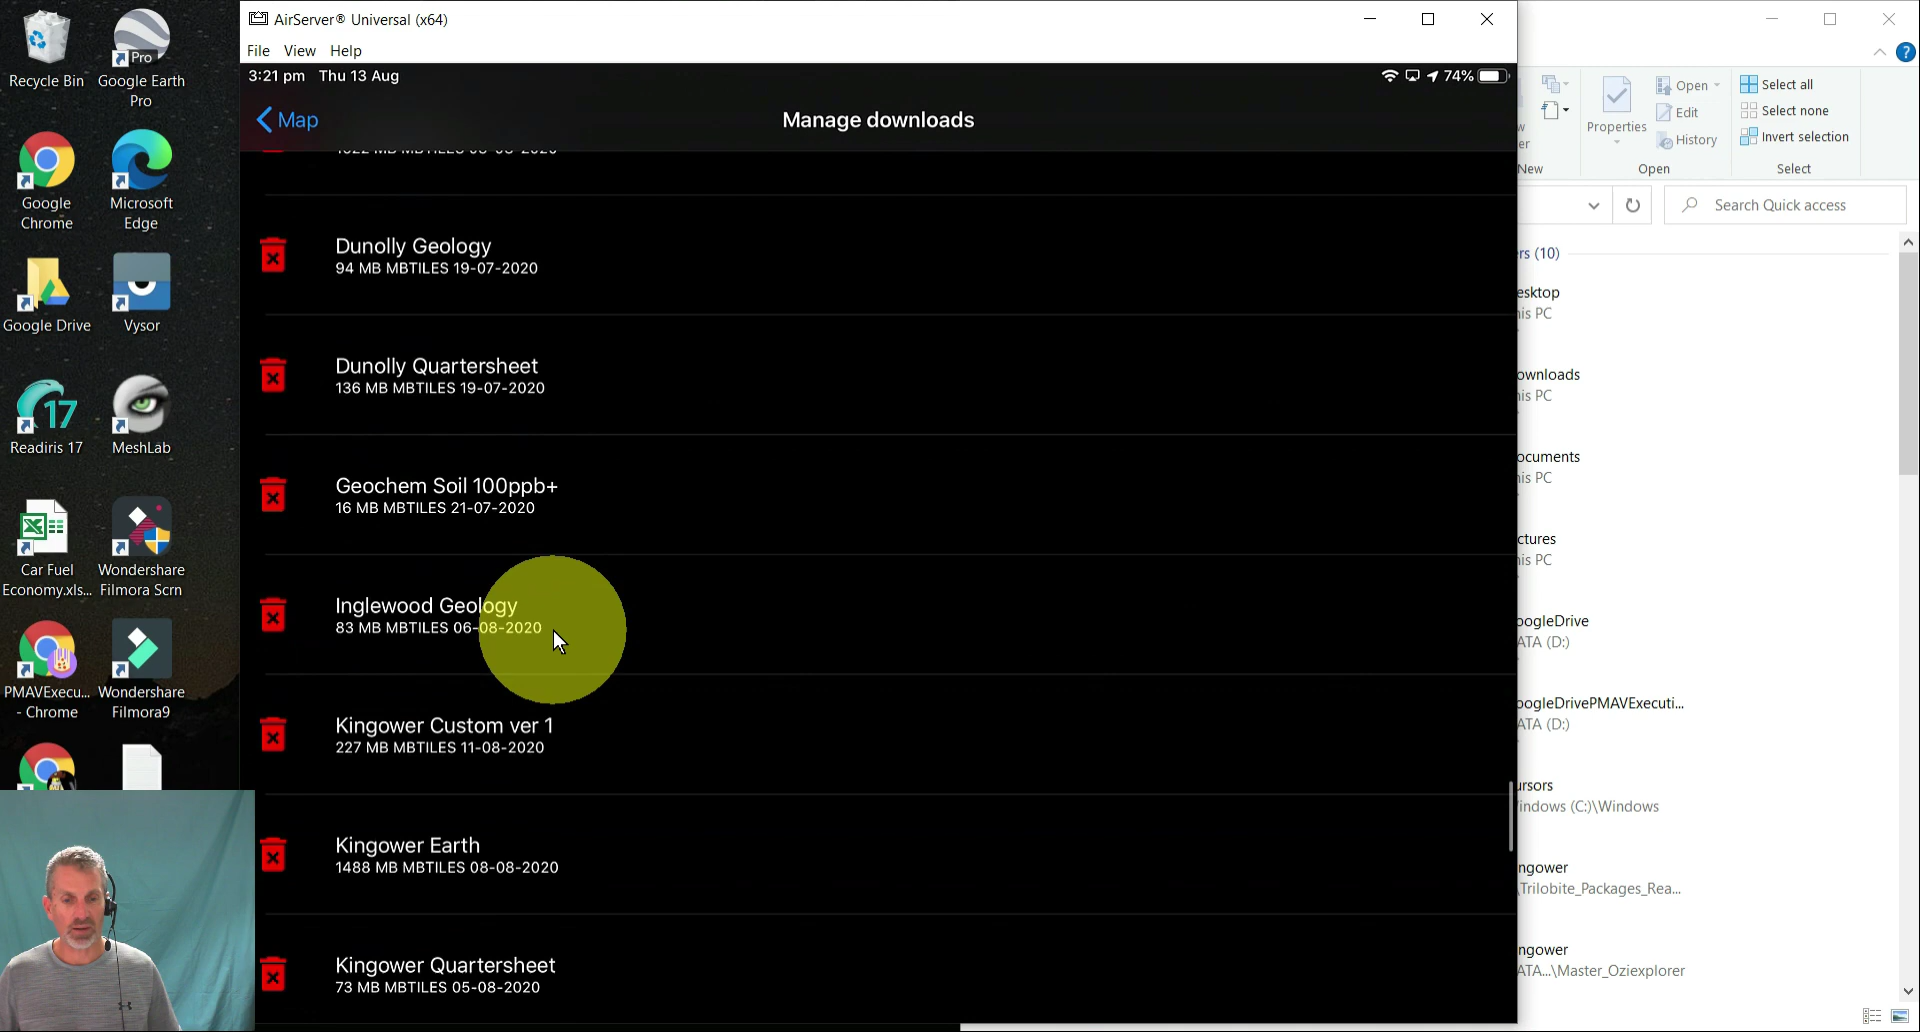 Recycle Bin
Google Earth
Pro
Pro
Google
Chrome
Microsoft
Edge
Google Drive
Vysor
17
Readiris 17
MeshLab
Car Fuel
Economy.xls...
Wondershare
Filmora Scrn
PMAVExecu...
- Chrome
Wondershare
Filmora9
AirServer® Universal (x64)
File View Help
3:21 pm Thu 13 Aug
74%
Map
Manage downloads
Dunolly Geology
94 MB MBTILES 19-07-2020
Dunolly Quartersheet
136 MB MBTILES 19-07-2020
Geochem Soil 100ppb+
16 MB MBTILES 21-07-2020
Inglewood Geology
83 MB MBTILES 06-08-2020
Kingower Custom ver 1
227 MB MBTILES 11-08-2020
Kingower Earth
1488 MB MBTILES 08-08-2020
Kingower Quartersheet
73 MB MBTILES 05-08-2020
w
er
New
Properties
Open
Edit
History
Open
Select all
Select none
Invert selection
Select
Search Quick access
ers (10)
esktop
his PC
ownloads
his PC
ocuments
his PC
ctures
his PC
oogleDrive
ATA (D:)
oogleDrivePMAVExecuti...
ATA (D:)
ursors
indows (C:)\Windows
ngower
\Trilobite_Packages_Rea...
ngower
ATA...\Master_Oziexplorer